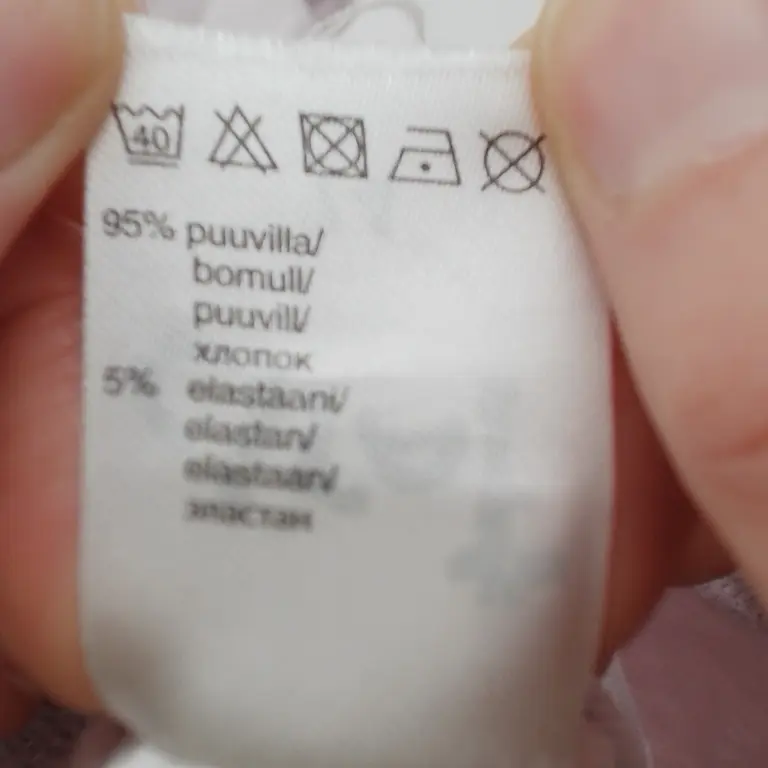 40
95% puuvilla/
bomull/
puuvill/
хлопок
5% elastaani/
elastan/
elastaan/
эластан